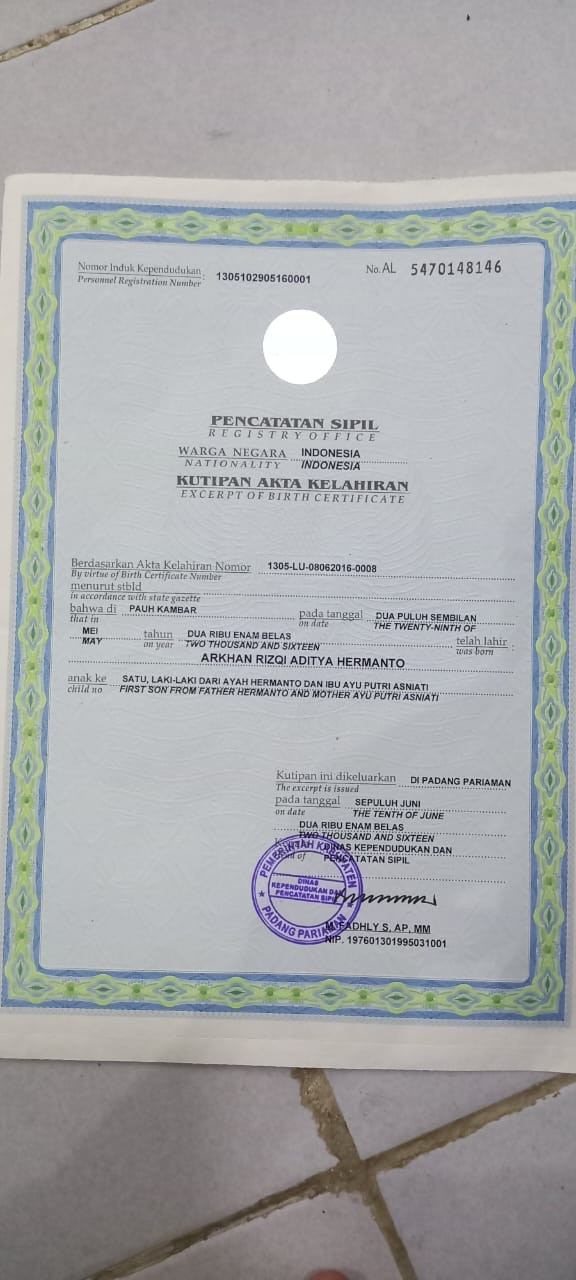 Nomor Induk Kependudukan : 1305102905160001
Personnel Registration Number
No. AL 5470148146
PENCATATAN SIPIL
REGISTRY OFFICE
WARGA NEGARA INDONESIA
NATIONALITY INDONESIA
KUTIPAN AKTA KELAHIRAN
EXCERPT OF BIRTH CERTIFICATE
Berdasarkan Akta Kelahiran Nomor 1305-LU-08062016-0008
By virtue of Birth Certificate Number
menurut stbld
in accordance with state gazette
bahwa di PAUH KAMBAR pada tanggal DUA PULUH SEMBILAN
that in on date THE TWENTY-NINTH OF
MEI tahun DUA RIBU ENAM BELAS telah lahir :
MAY on year TWO THOUSAND AND SIXTEEN was born
ARKHAN RIZQI ADITYA HERMANTO
anak ke SATU, LAKI-LAKI DARI AYAH HERMANTO DAN IBU AYU PUTRI ASNIATI
child no FIRST SON FROM FATHER HERMANTO AND MOTHER AYU PUTRI ASNIATI
Kutipan ini dikeluarkan DI PADANG PARIAMAN
The excerpt is issued
pada tanggal SEPULUH JUNI
on date THE TENTH OF JUNE
DUA RIBU ENAM BELAS
TWO THOUSAND AND SIXTEEN
DINAS KEPENDUDUKAN DAN
of PENCATATAN SIPIL
PEMERINTAH KABUPATEN
DINAS
KEPENDUDUKAN DAN
PENCATATAN SIPIL
PADANG PARIAMAN
M. FADHLY S, AP, MM
NIP. 197601301995031001